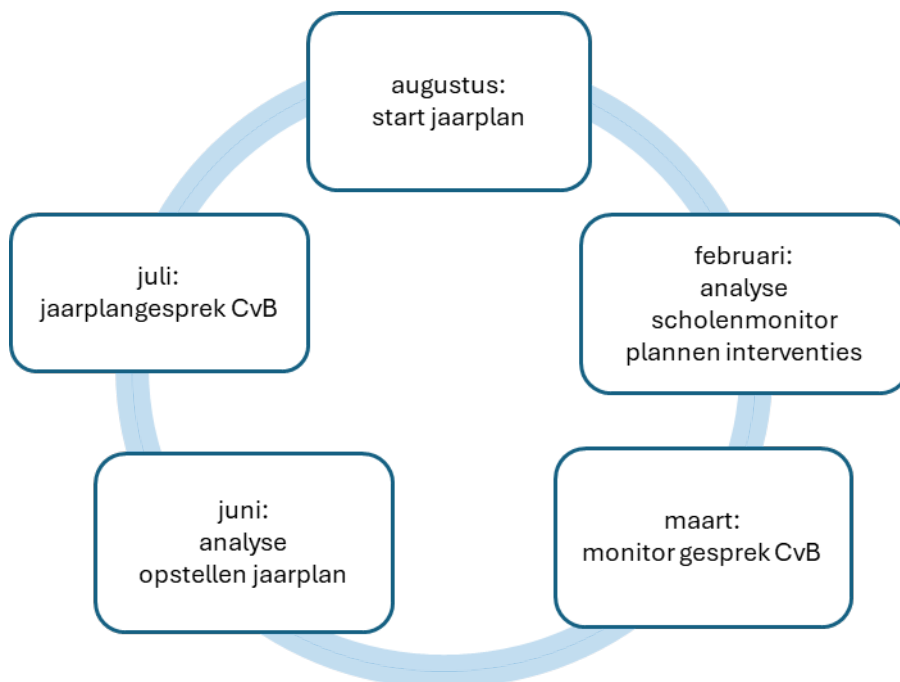 augustus:
start jaarplan
februari:
analyse
scholenmonitor
plannen interventies
maart:
monitor gesprek CvB
juni:
analyse
opstellen jaarplan
juli:
jaarplangesprek CvB